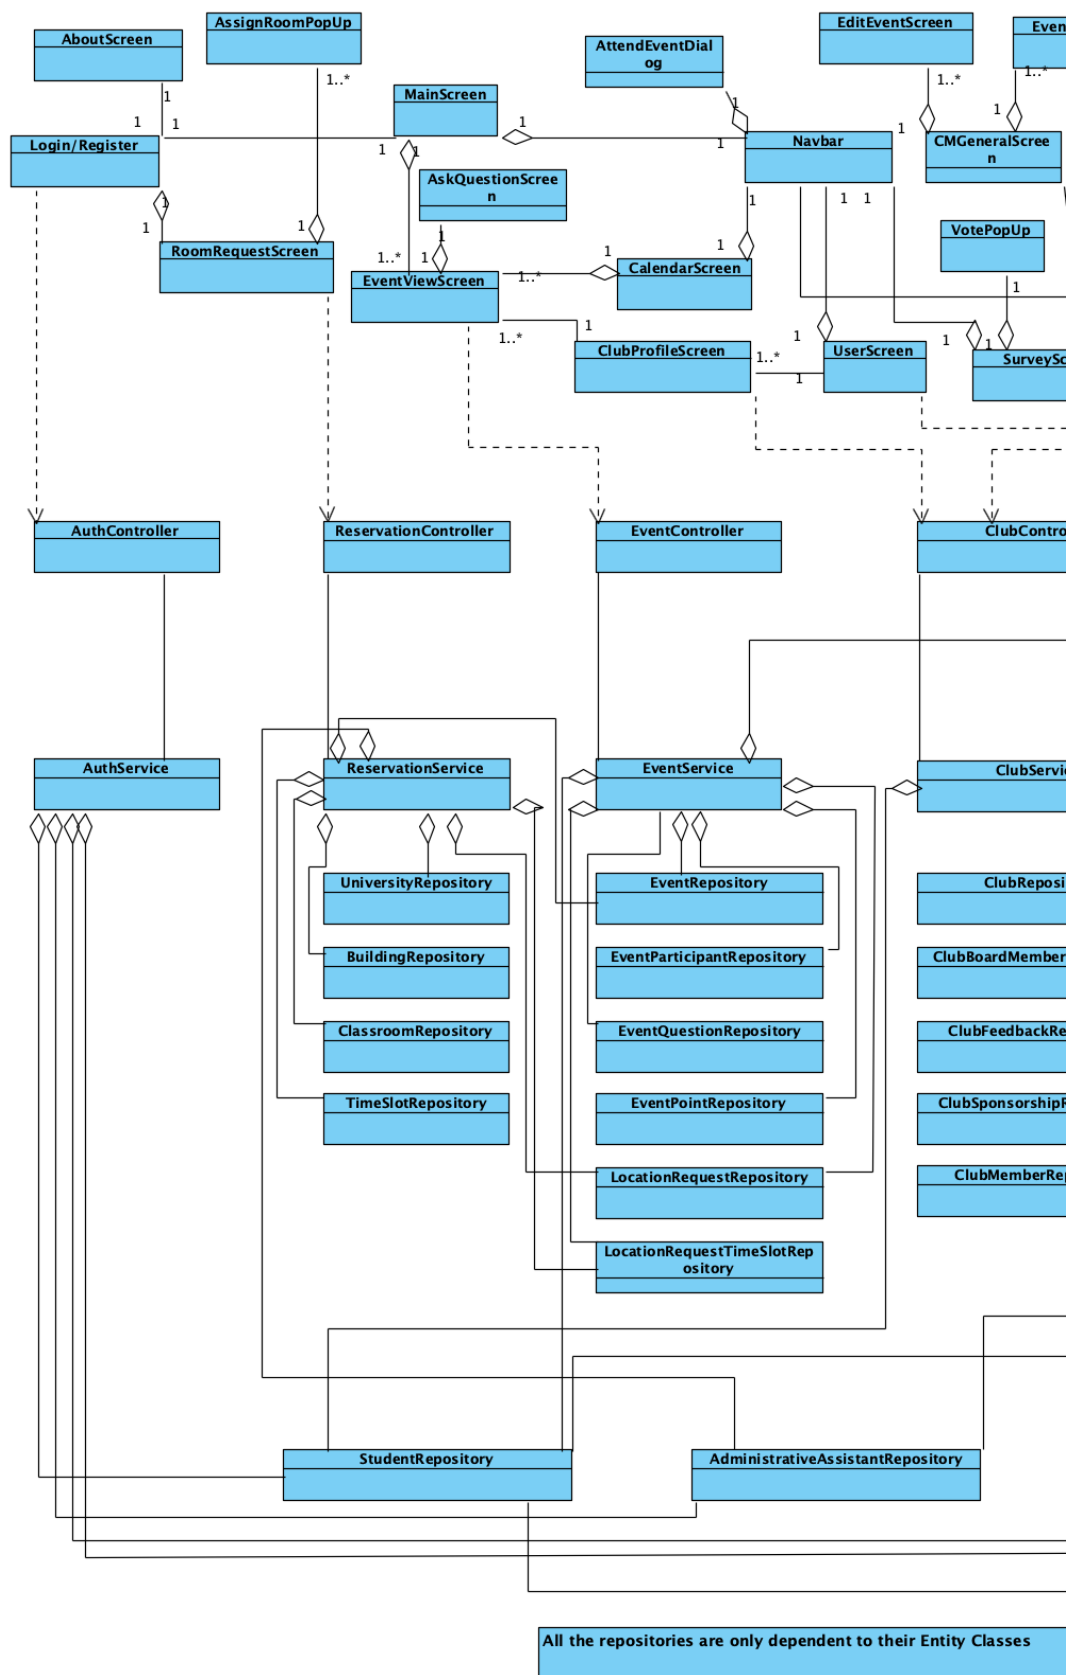 AssignRoomPopUp
EditEventScreen
AboutScreen
Even
AttendEventDial
og
1..*
1..*
1..*
MainScreen
1
1
1
1
1
1
1
Login/Register
1
1
1
1
Navbar
CMGeneralScree
n
AskQuestionScree
n
1
1
1
1
1
1
VotePopUp
1
1
1
RoomRequestScreen
1..*
1
1
CalendarScreen
EventViewScreen
1..*
1
1..*
1
1
1
1
ClubProfileScreen
1..*
UserScreen
SurveySc
1
AuthController
ReservationController
EventController
ClubContro
AuthService
ReservationService
EventService
ClubServic
UniversityRepository
EventRepository
ClubReposi
BuildingRepository
EventParticipantRepository
ClubBoardMember
ClassroomRepository
EventQuestionRepository
ClubFeedbackRe
TimeSlotRepository
EventPointRepository
ClubSponsorshipR
LocationRequestRepository
ClubMemberRep
LocationRequestTimeSlotRep
ository
StudentRepository
AdministrativeAssistantRepository
All the repositories are only dependent to their Entity Classes